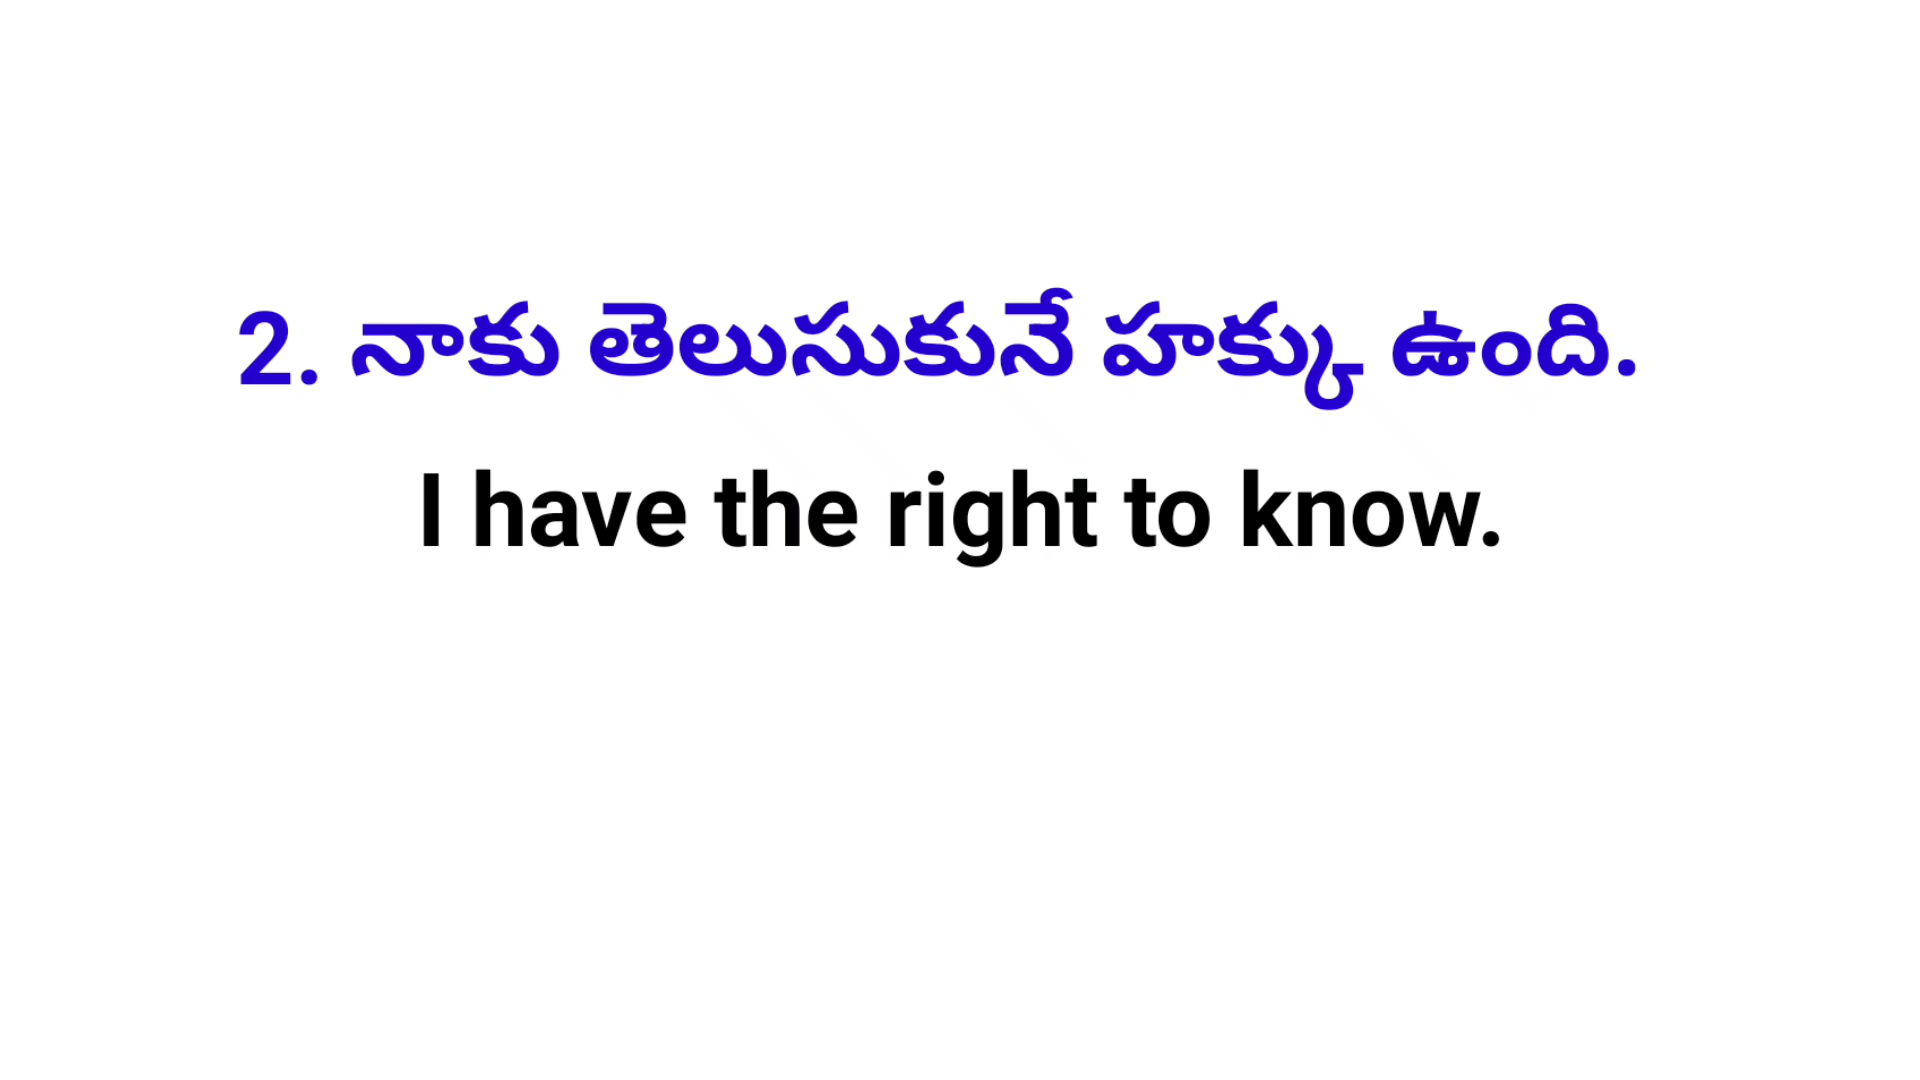 2. నాకు తెలుసుకునే హక్కు ఉంది.
I have the right to know.